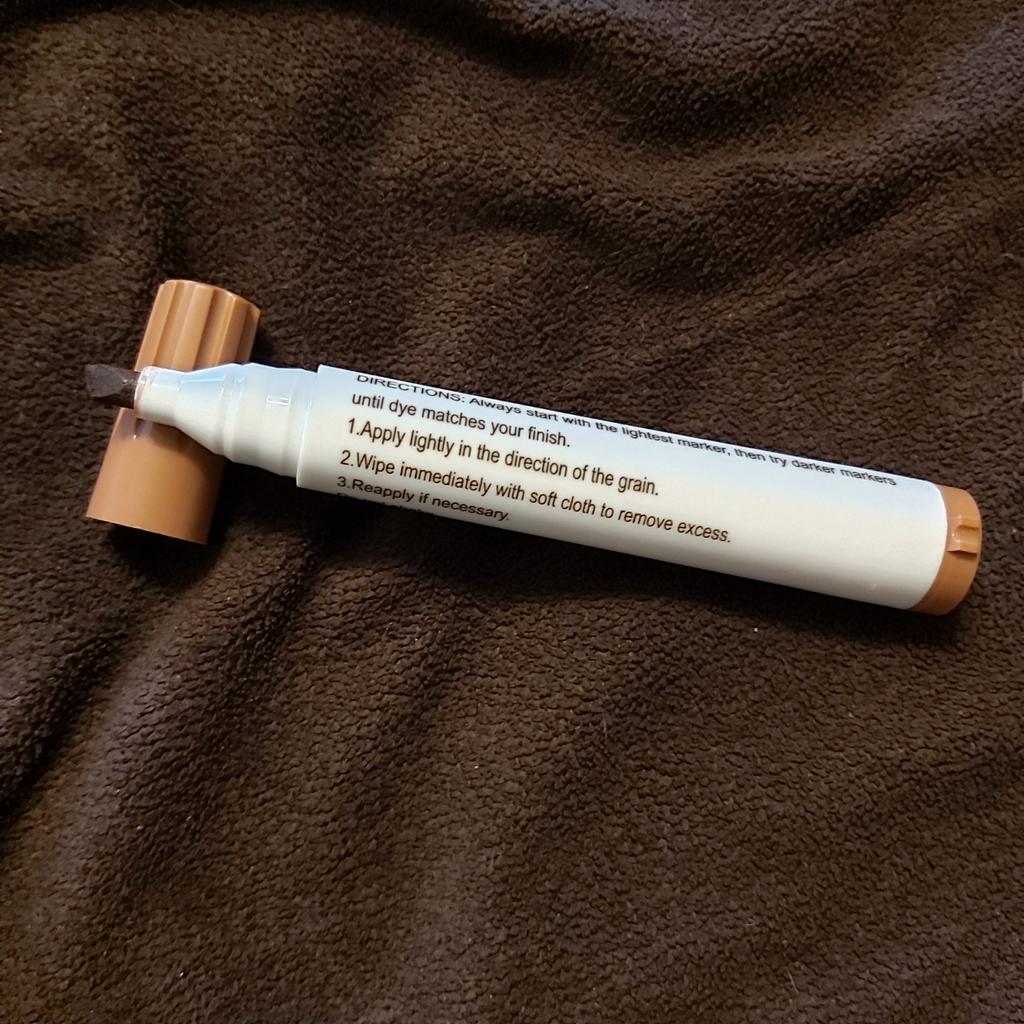 DIRECTIONS: Always start with the lightest marker, then try darker markers
until dye matches your finish.
1.Apply lightly in the direction of the grain.
2.Wipe immediately with soft cloth to remove excess.
3.Reapply if necessary.